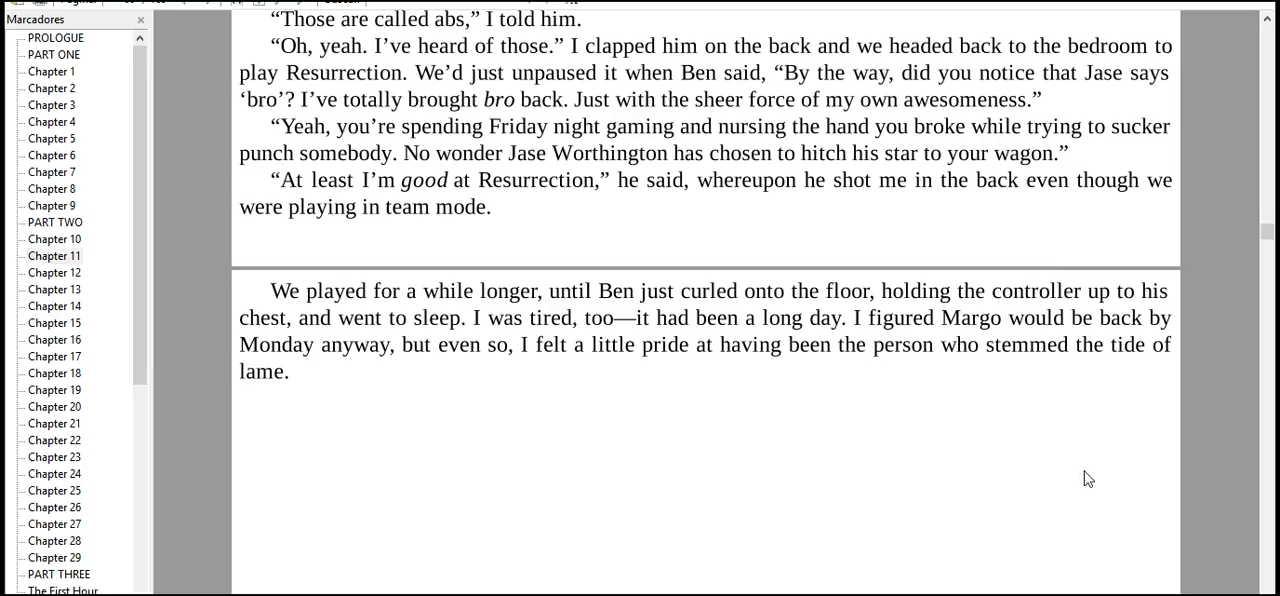 Marcadores
PROLOGUE
PART ONE
Chapter 1
Chapter 2
Chapter 3
Chapter 4
Chapter 5
Chapter 6
Chapter 7
Chapter 8
Chapter 9
PART TWO
Chapter 10
Chapter 11
Chapter 12
Chapter 13
Chapter 14
Chapter 15
Chapter 16
Chapter 17
Chapter 18
Chapter 19
Chapter 20
Chapter 21
Chapter 22
Chapter 23
Chapter 24
Chapter 25
Chapter 26
Chapter 27
Chapter 28
Chapter 29
PART THREE
The First Hour
“Those are called abs,” I told him.
“Oh, yeah. I’ve heard of those.” I clapped him on the back and we headed back to the bedroom to
play Resurrection. We’d just unpaused it when Ben said, “By the way, did you notice that Jase says
‘bro’? I’ve totally brought bro back. Just with the sheer force of my own awesomeness.”
“Yeah, you’re spending Friday night gaming and nursing the hand you broke while trying to sucker
punch somebody. No wonder Jase Worthington has chosen to hitch his star to your wagon.”
“At least I’m good at Resurrection,” he said, whereupon he shot me in the back even though we
were playing in team mode.
We played for a while longer, until Ben just curled onto the floor, holding the controller up to his
chest, and went to sleep. I was tired, too—it had been a long day. I figured Margo would be back by
Monday anyway, but even so, I felt a little pride at having been the person who stemmed the tide of
lame.